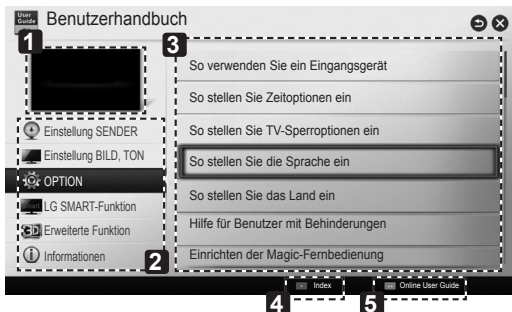 User Guide
Benutzerhandbuch
1
3
So verwenden Sie ein Eingangsgerät
So stellen Sie Zeitoptionen ein
Einstellung SENDER
So stellen Sie TV-Sperroptionen ein
Einstellung BILD, TON
So stellen Sie die Sprache ein
OPTION
So stellen Sie das Land ein
LG SMART-Funktion
Hilfe für Benutzer mit Behinderungen
3D Erweiterte Funktion
Informationen
2
Einrichten der Magic-Fernbedienung
Index
Online User Guide
4
5